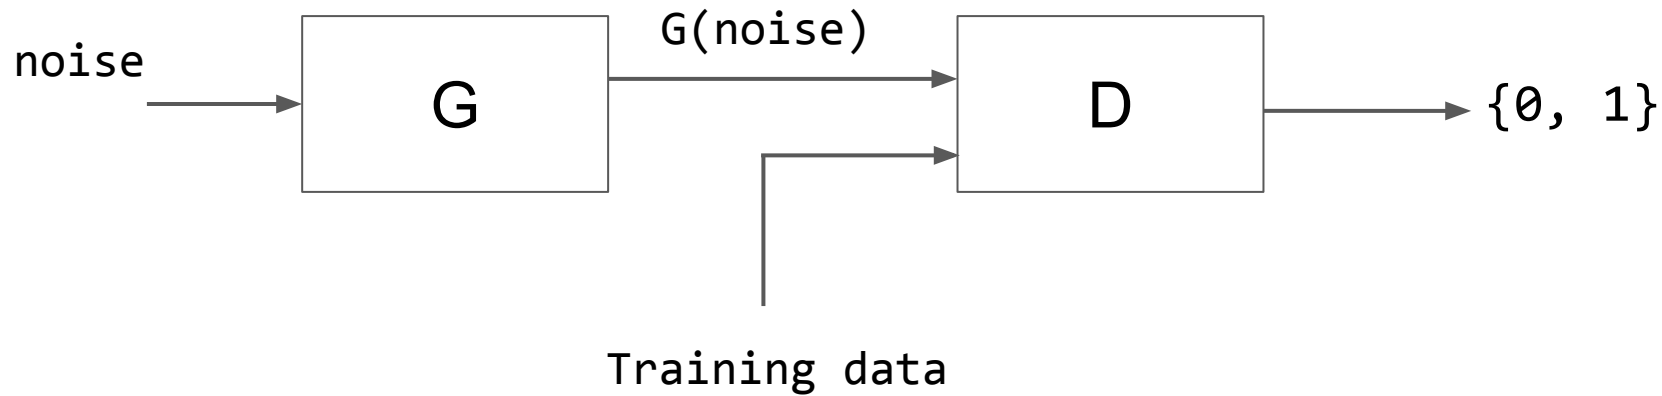 noise
G
G(noise)
D
{0, 1}
Training data